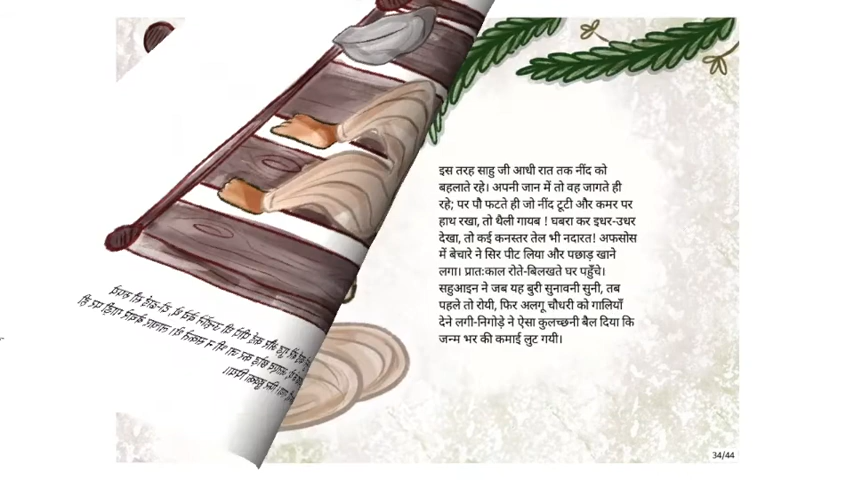 इस तरह साहु जी आधी रात तक नींद को
बहलाते रहे। अपनी जान में तो वह जागते ही
रहे; पर पौ फटते ही जो नींद टूटी और कमर पर
हाथ रखा, तो थैली गायब ! घबरा कर इधर-उधर
देखा, तो कई कनस्तर तेल भी नदारत! अफसोस
में बेचारे ने सिर पीट लिया और पछाड़ खाने
लगा। प्रातःकाल रोते-बिलखते घर पहुँचे।
सहुआइन ने जब यह बुरी सुनावनी सुनी, तब
पहले तो रोयी, फिर अलगू चौधरी को गालियाँ
देने लगी-निगोड़े ने ऐसा कुलच्छनी बैल दिया कि
जन्म भर की कमाई लुट गयी।
34/44